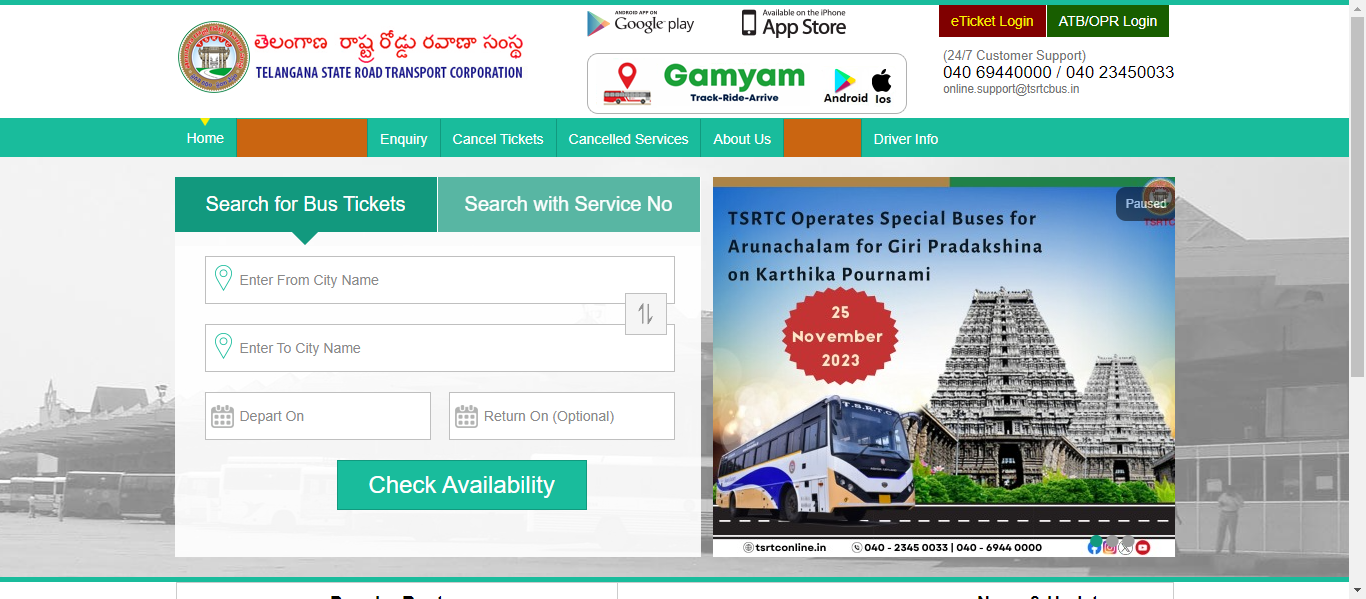 ANDROID APP ON
Google play
Available on the iPhone
App Store
eTicket Login
ATB/OPR Login
తెలంగాణ రాష్ట్ర రోడ్డు రవాణా సంస్థ
TELANGANA STATE ROAD TRANSPORT CORPORATION
Gamyam
Track-Ride-Arrive
Android
Ios
(24/7 Customer Support)
040 69440000 / 040 23450033
online.support@tsrtcbus.in
Home
Enquiry
Cancel Tickets
Cancelled Services
About Us
Driver Info
Search for Bus Tickets
Search with Service No
Enter From City Name
Enter To City Name
Depart On
Return On (Optional)
Check Availability
Paused
TSRTC
TSRTC Operates Special Buses for
Arunachalam for Giri Pradakshina
on Karthika Pournami
25
November
2023
T.S.R.T.C
tsrtconline.in
040 - 2345 0033 | 040 - 6944 0000